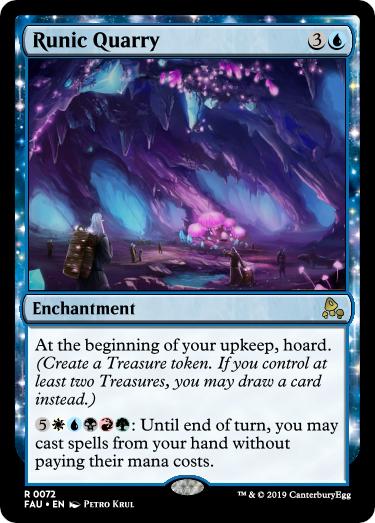 Runic Quarry 3
Enchantment
At the beginning of your upkeep, hoard.
(Create a Treasure token. If you control at
least two Treasures, you may draw a card
instead.)
5 : Until end of turn, you may
cast spells from your hand without
paying their mana costs.
R 0072
FAU • EN Petro Krul
™ & © 2019 CanterburyEgg